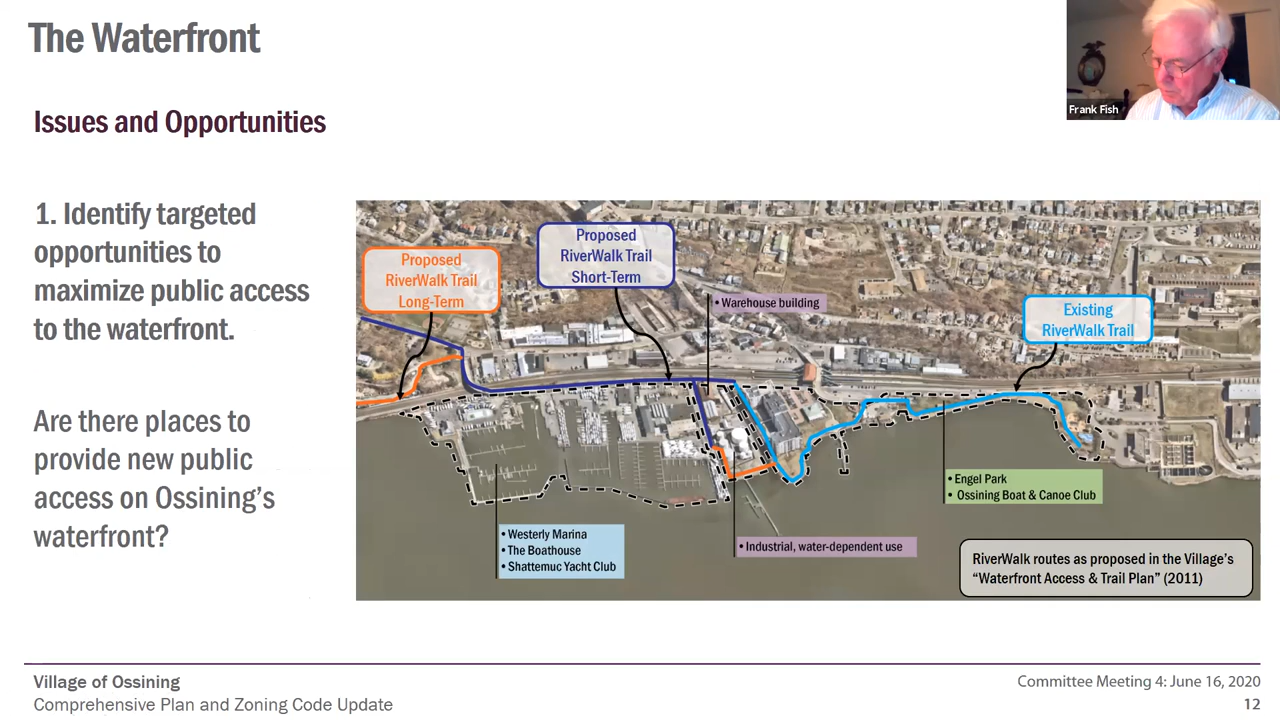 The Waterfront
Frank Fish
Issues and Opportunities
1. Identify targeted
opportunities to
maximize public access
to the waterfront.
Are there places to
provide new public
access on Ossining’s
waterfront?
Proposed
RiverWalk Trail
Long-Term
Proposed
RiverWalk Trail
Short-Term
• Warehouse building
Existing
RiverWalk Trail
• Engel Park
• Ossining Boat & Canoe Club
• Westerly Marina
• The Boathouse
• Shattemuc Yacht Club
• Industrial, water-dependent use
RiverWalk routes as proposed in the Village’s
“Waterfront Access & Trail Plan” (2011)
Village of Ossining
Comprehensive Plan and Zoning Code Update
Committee Meeting 4: June 16, 2020
12